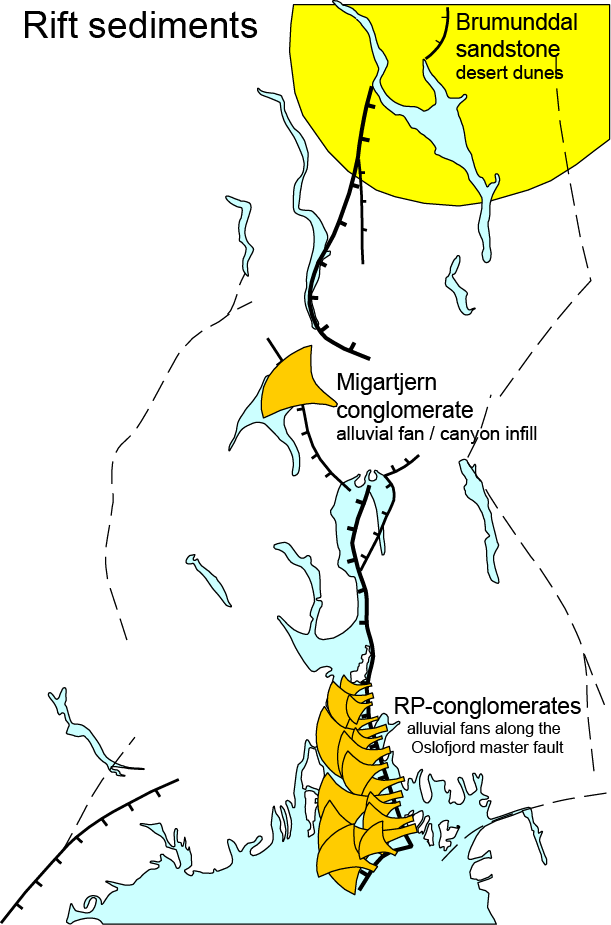 Rift sediments
Brumunddal
sandstone
desert dunes
Migartjern
conglomerate
alluvial fan / canyon infill
RP-conglomerates
alluvial fans along the
Oslofjord master fault